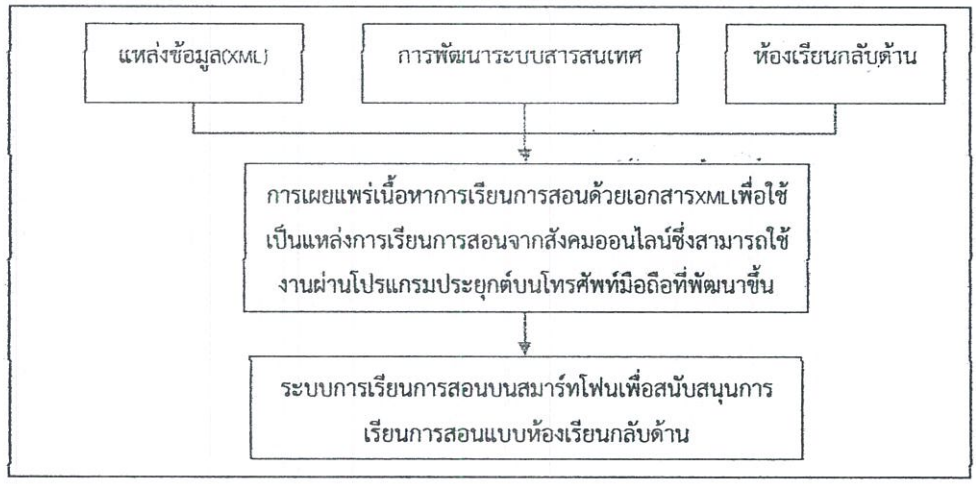 แหล่งข้อมูล(XML)
การพัฒนาระบบสารสนเทศ
ห้องเรียนกลับด้าน
การเผยแพร่เนื้อหาการเรียนการสอนด้วยเอกสารXMLเพื่อใช้
เป็นแหล่งการเรียนการสอนจากสังคมออนไลน์ซึ่งสามารถใช้
งานผ่านโปรแกรมประยุกต์บนโทรศัพท์มือถือที่พัฒนาขึ้น
ระบบการเรียนการสอนบนสมาร์ทโฟนเพื่อสนับสนุนการ
เรียนการสอนแบบห้องเรียนกลับด้าน